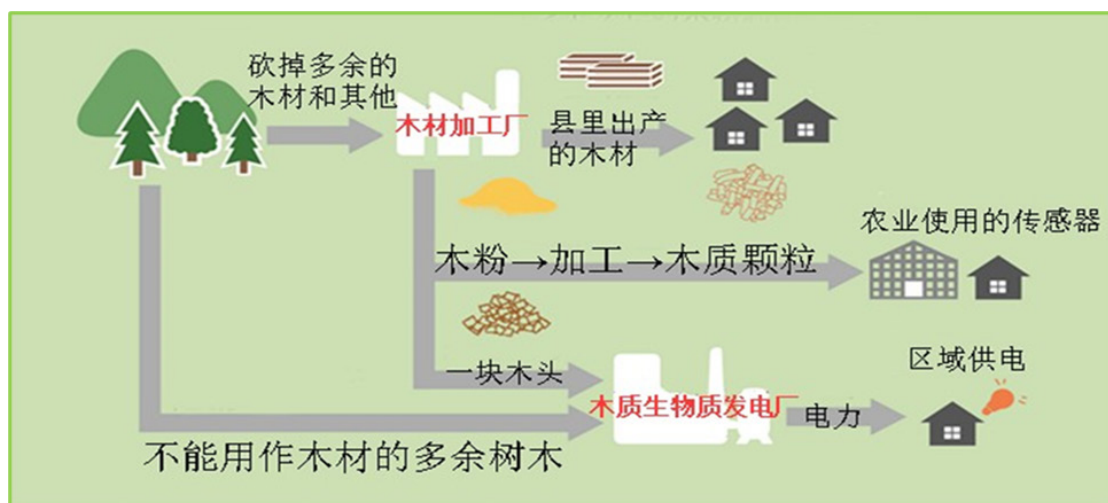 砍掉多余的
木材和其他
木材加工厂
县里出产
的木材
农业使用的传感器
木粉→加工→木质颗粒
一块木头
区域供电
木质生物质发电厂
电力
不能用作木材的多余树木